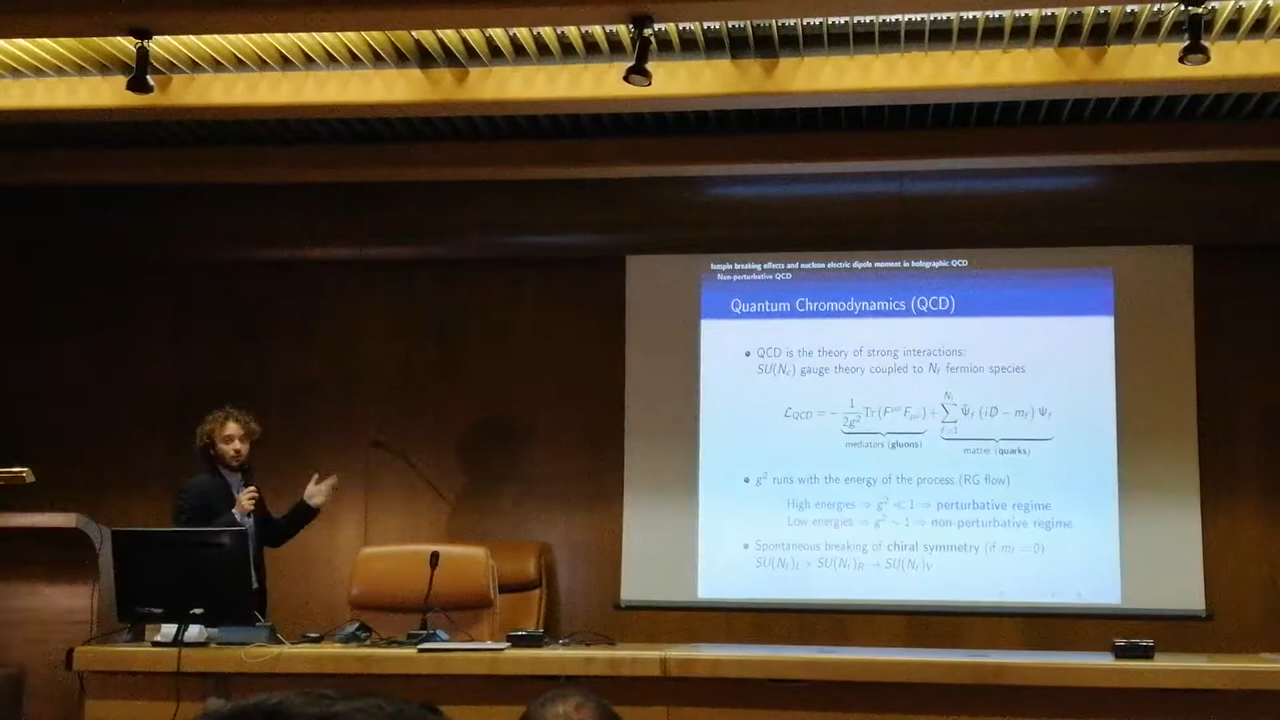 Isospin breaking effects and nucleon electric dipole moment in holographic QCD
Non-perturbative QCD
Quantum Chromodynamics (QCD)
• QCD is the theory of strong interactions:
SU(N_c) gauge theory coupled to N_f fermion species
ℒ_QCD = − 1/2g² Tr (F^{μν} F_{μν}) + ∑_{f=1}^{N_f} Ψ̄_f (iD̸ − m_f) Ψ_f
mediators (gluons)
matter (quarks)
• g² runs with the energy of the process (RG flow)
High energies ⇒ g² ≪ 1 ⇒ perturbative regime
Low energies ⇒ g² ∼ 1 ⇒ non-perturbative regime
• Spontaneous breaking of chiral symmetry (if m_f = 0)
SU(N_f)_L × SU(N_f)_R → SU(N_f)_V